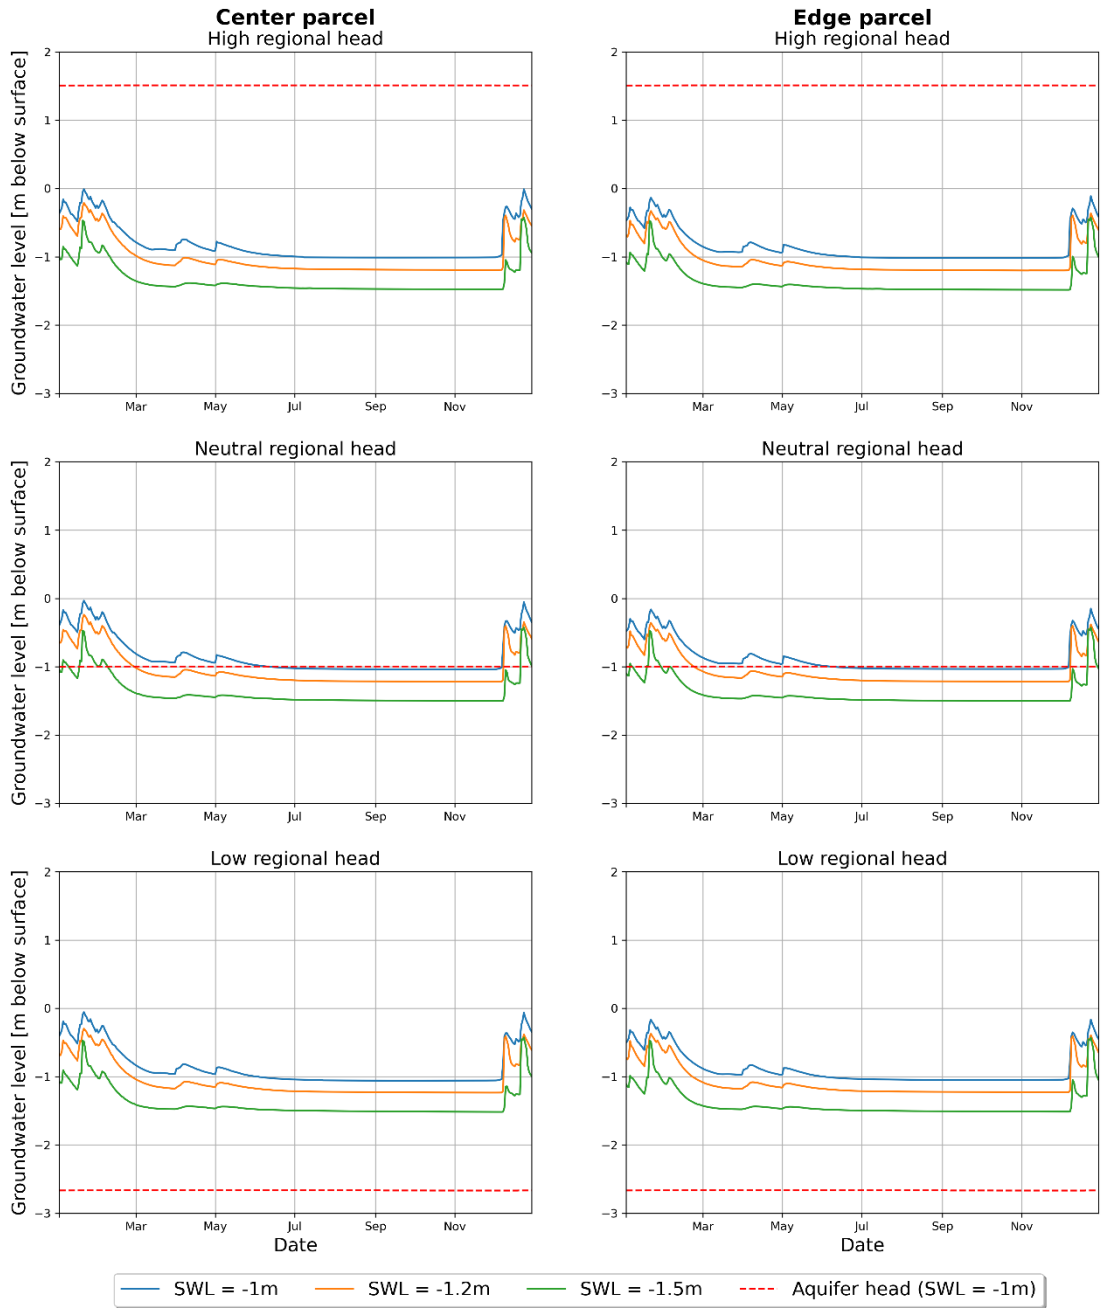 Center parcel
High regional head
Edge parcel
High regional head
Groundwater level [m below surface]
2
1
0
−1
−2
−3
Mar
May
Jul
Sep
Nov
2
1
0
−1
−2
−3
Mar
May
Jul
Sep
Nov
Neutral regional head
Neutral regional head
Groundwater level [m below surface]
2
1
0
−1
−2
−3
Mar
May
Jul
Sep
Nov
2
1
0
−1
−2
−3
Mar
May
Jul
Sep
Nov
Low regional head
Low regional head
Groundwater level [m below surface]
2
1
0
−1
−2
−3
Mar
May
Jul
Sep
Nov
Date
2
1
0
−1
−2
−3
Mar
May
Jul
Sep
Nov
Date
SWL = -1m
SWL = -1.2m
SWL = -1.5m
Aquifer head (SWL = -1m)